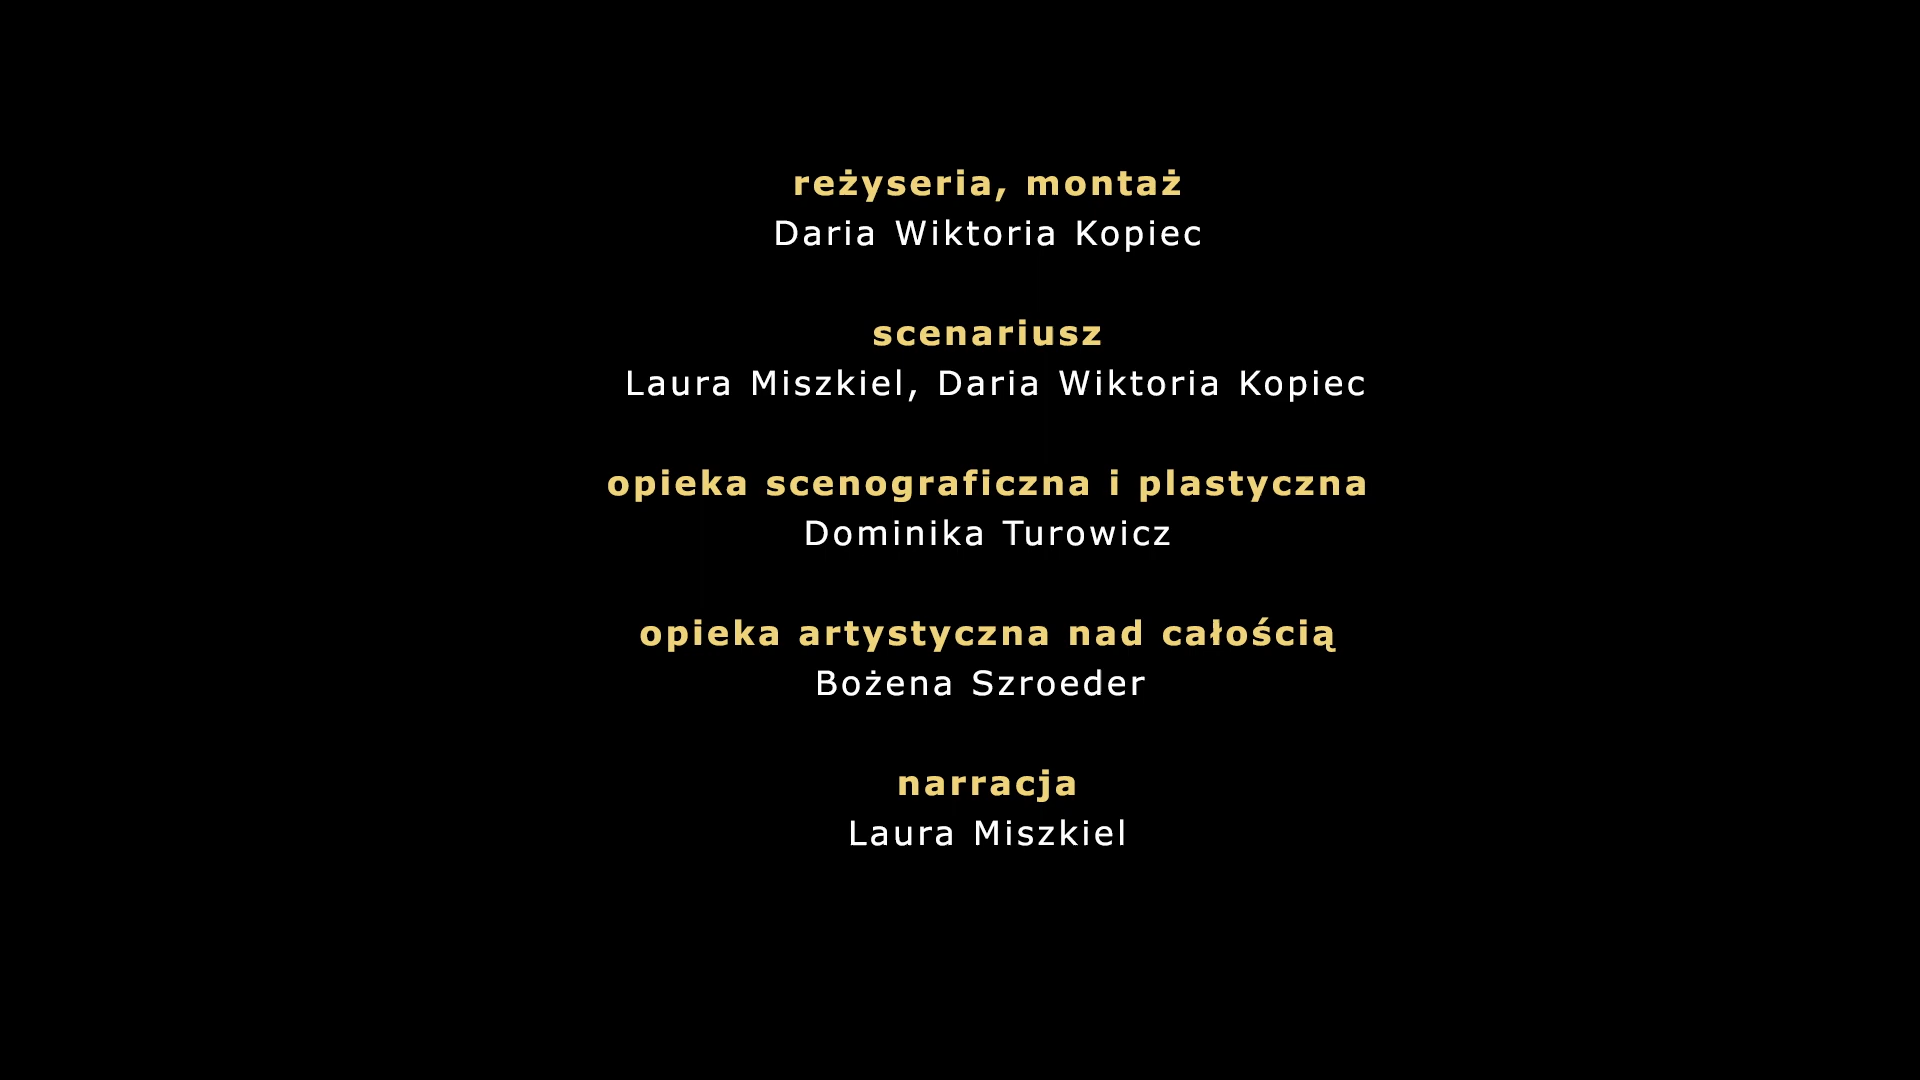 reżyseria, montaż
Daria Wiktoria Kopiec
scenariusz
Laura Miszkiel, Daria Wiktoria Kopiec
opieka scenograficzna i plastyczna
Dominika Turowicz
opieka artystyczna nad całością
Bożena Szroeder
narracja
Laura Miszkiel